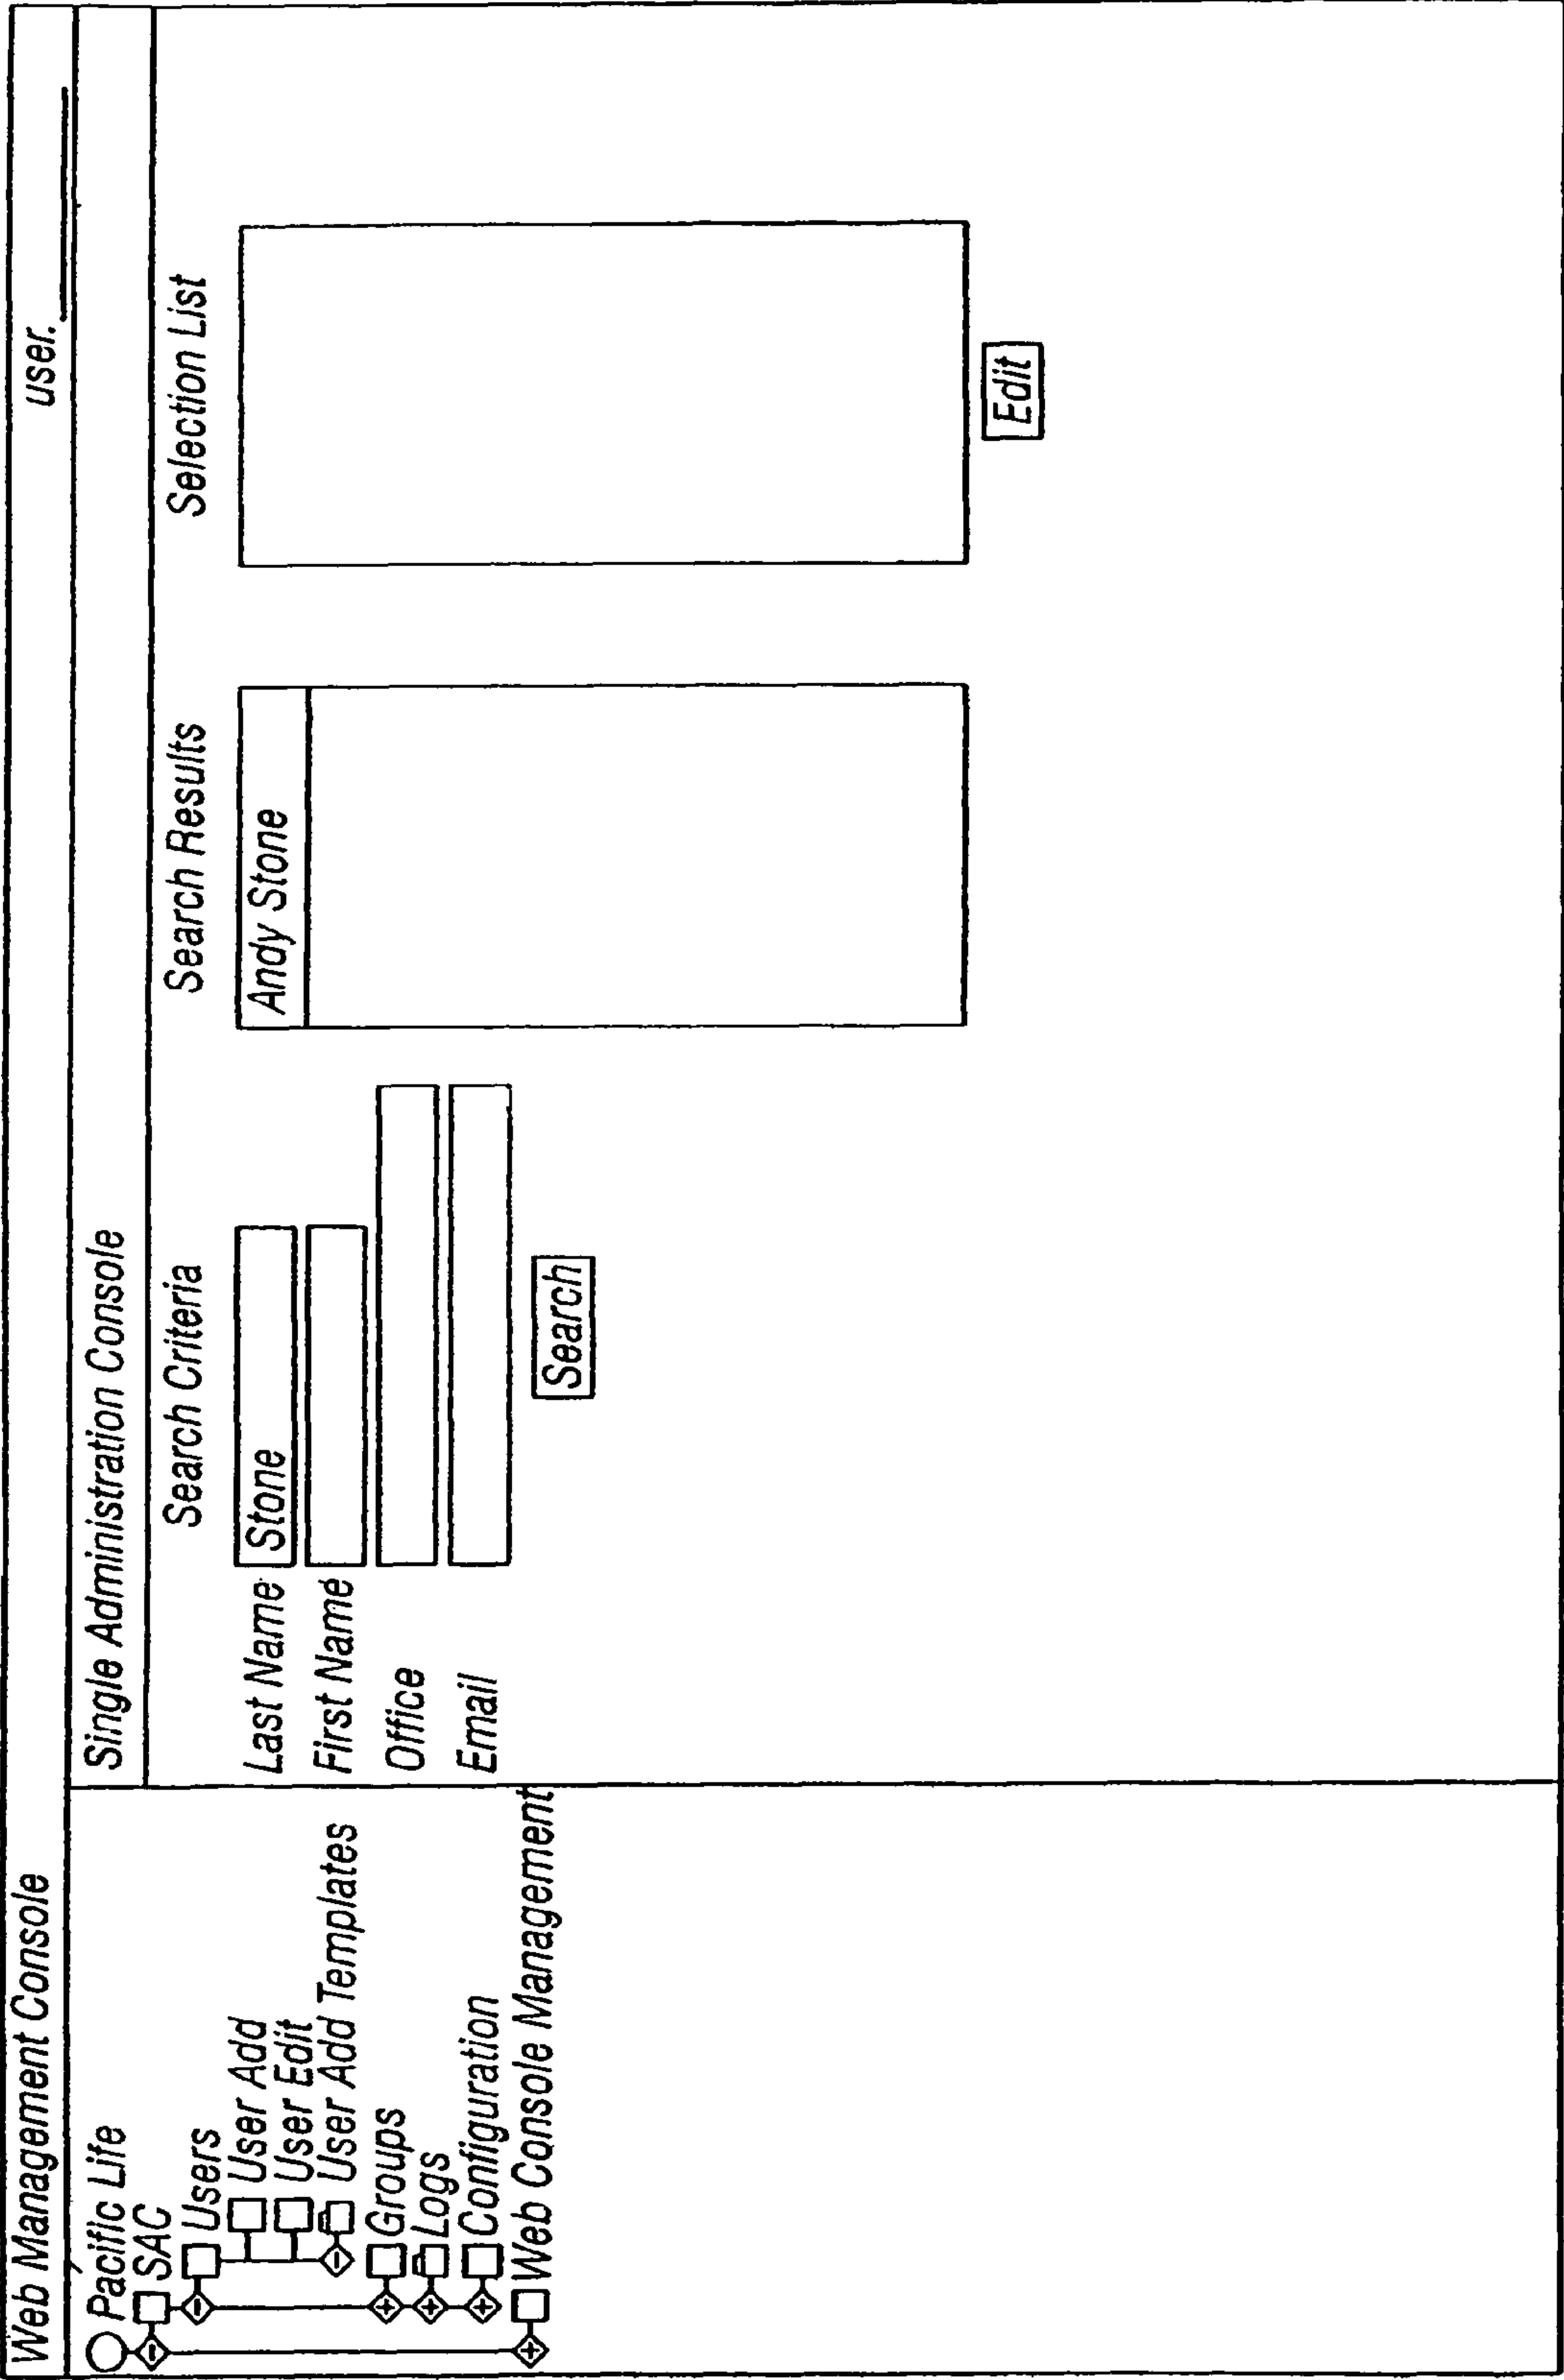 Web Management Console
user.
Pacific Life
SAC
Users
User Add
User Edit
User Add Templates
Groups
Logs
Configuration
Web Console Management
Single Administration Console
Search Criteria
Last Name Stone
First Name
Office
Email
Search
Search Results
Andy Stone
Selection List
Edit